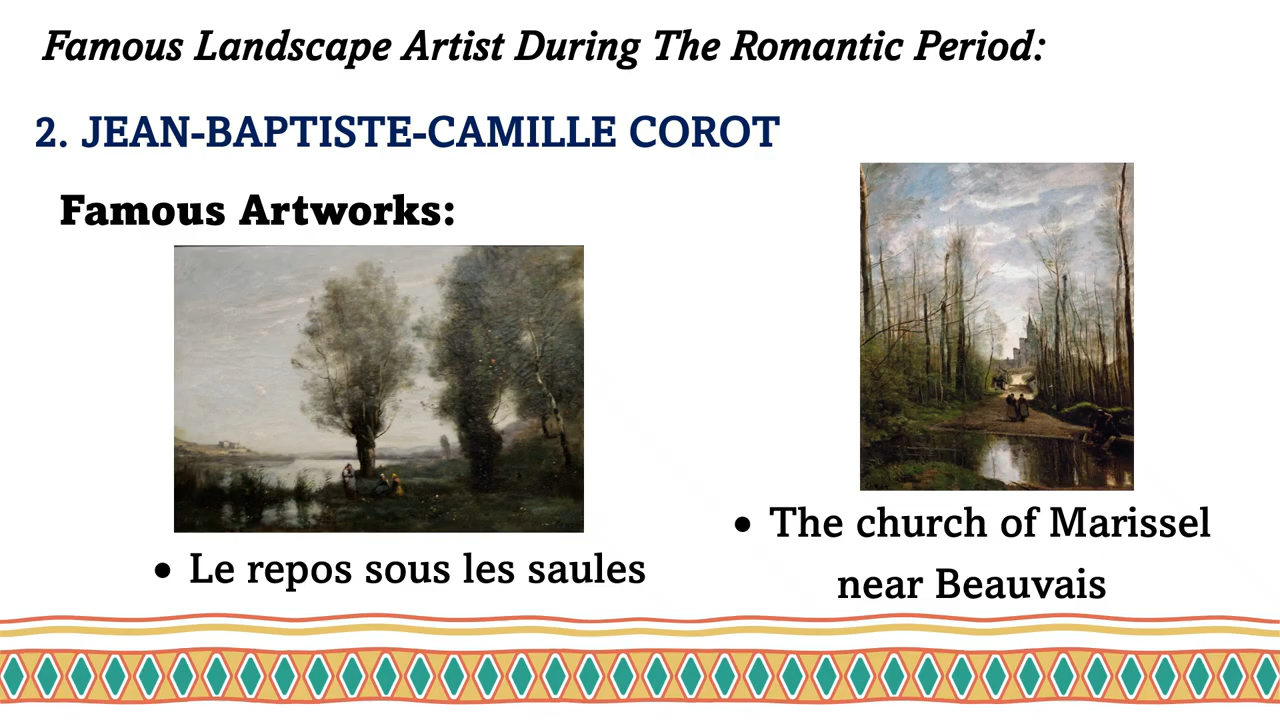 Famous Landscape Artist During The Romantic Period:
2. JEAN-BAPTISTE-CAMILLE COROT
Famous Artworks:
• Le repos sous les saules
• The church of Marissel
near Beauvais